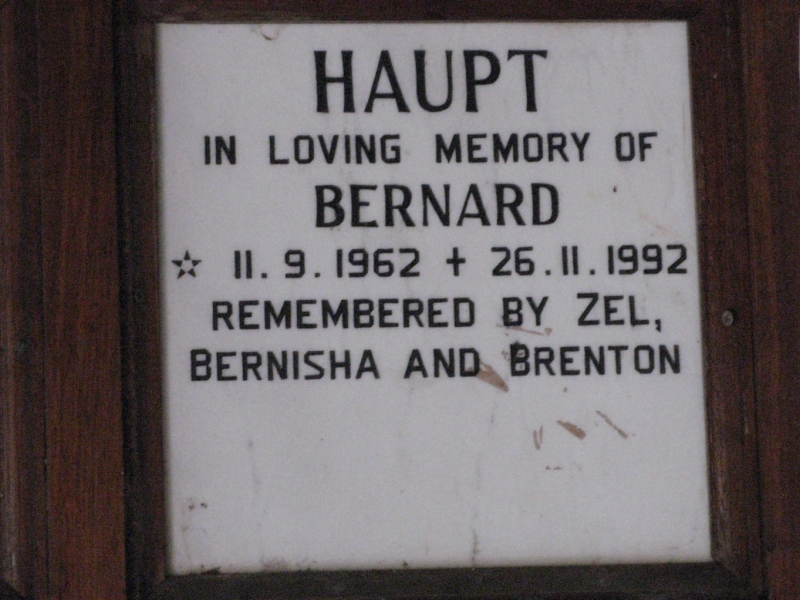 HAUPT
IN LOVING MEMORY OF
BERNARD
☆ 11.9.1962 ✝ 26.11.1992
REMEMBERED BY ZEL,
BERNISHA AND BRENTON